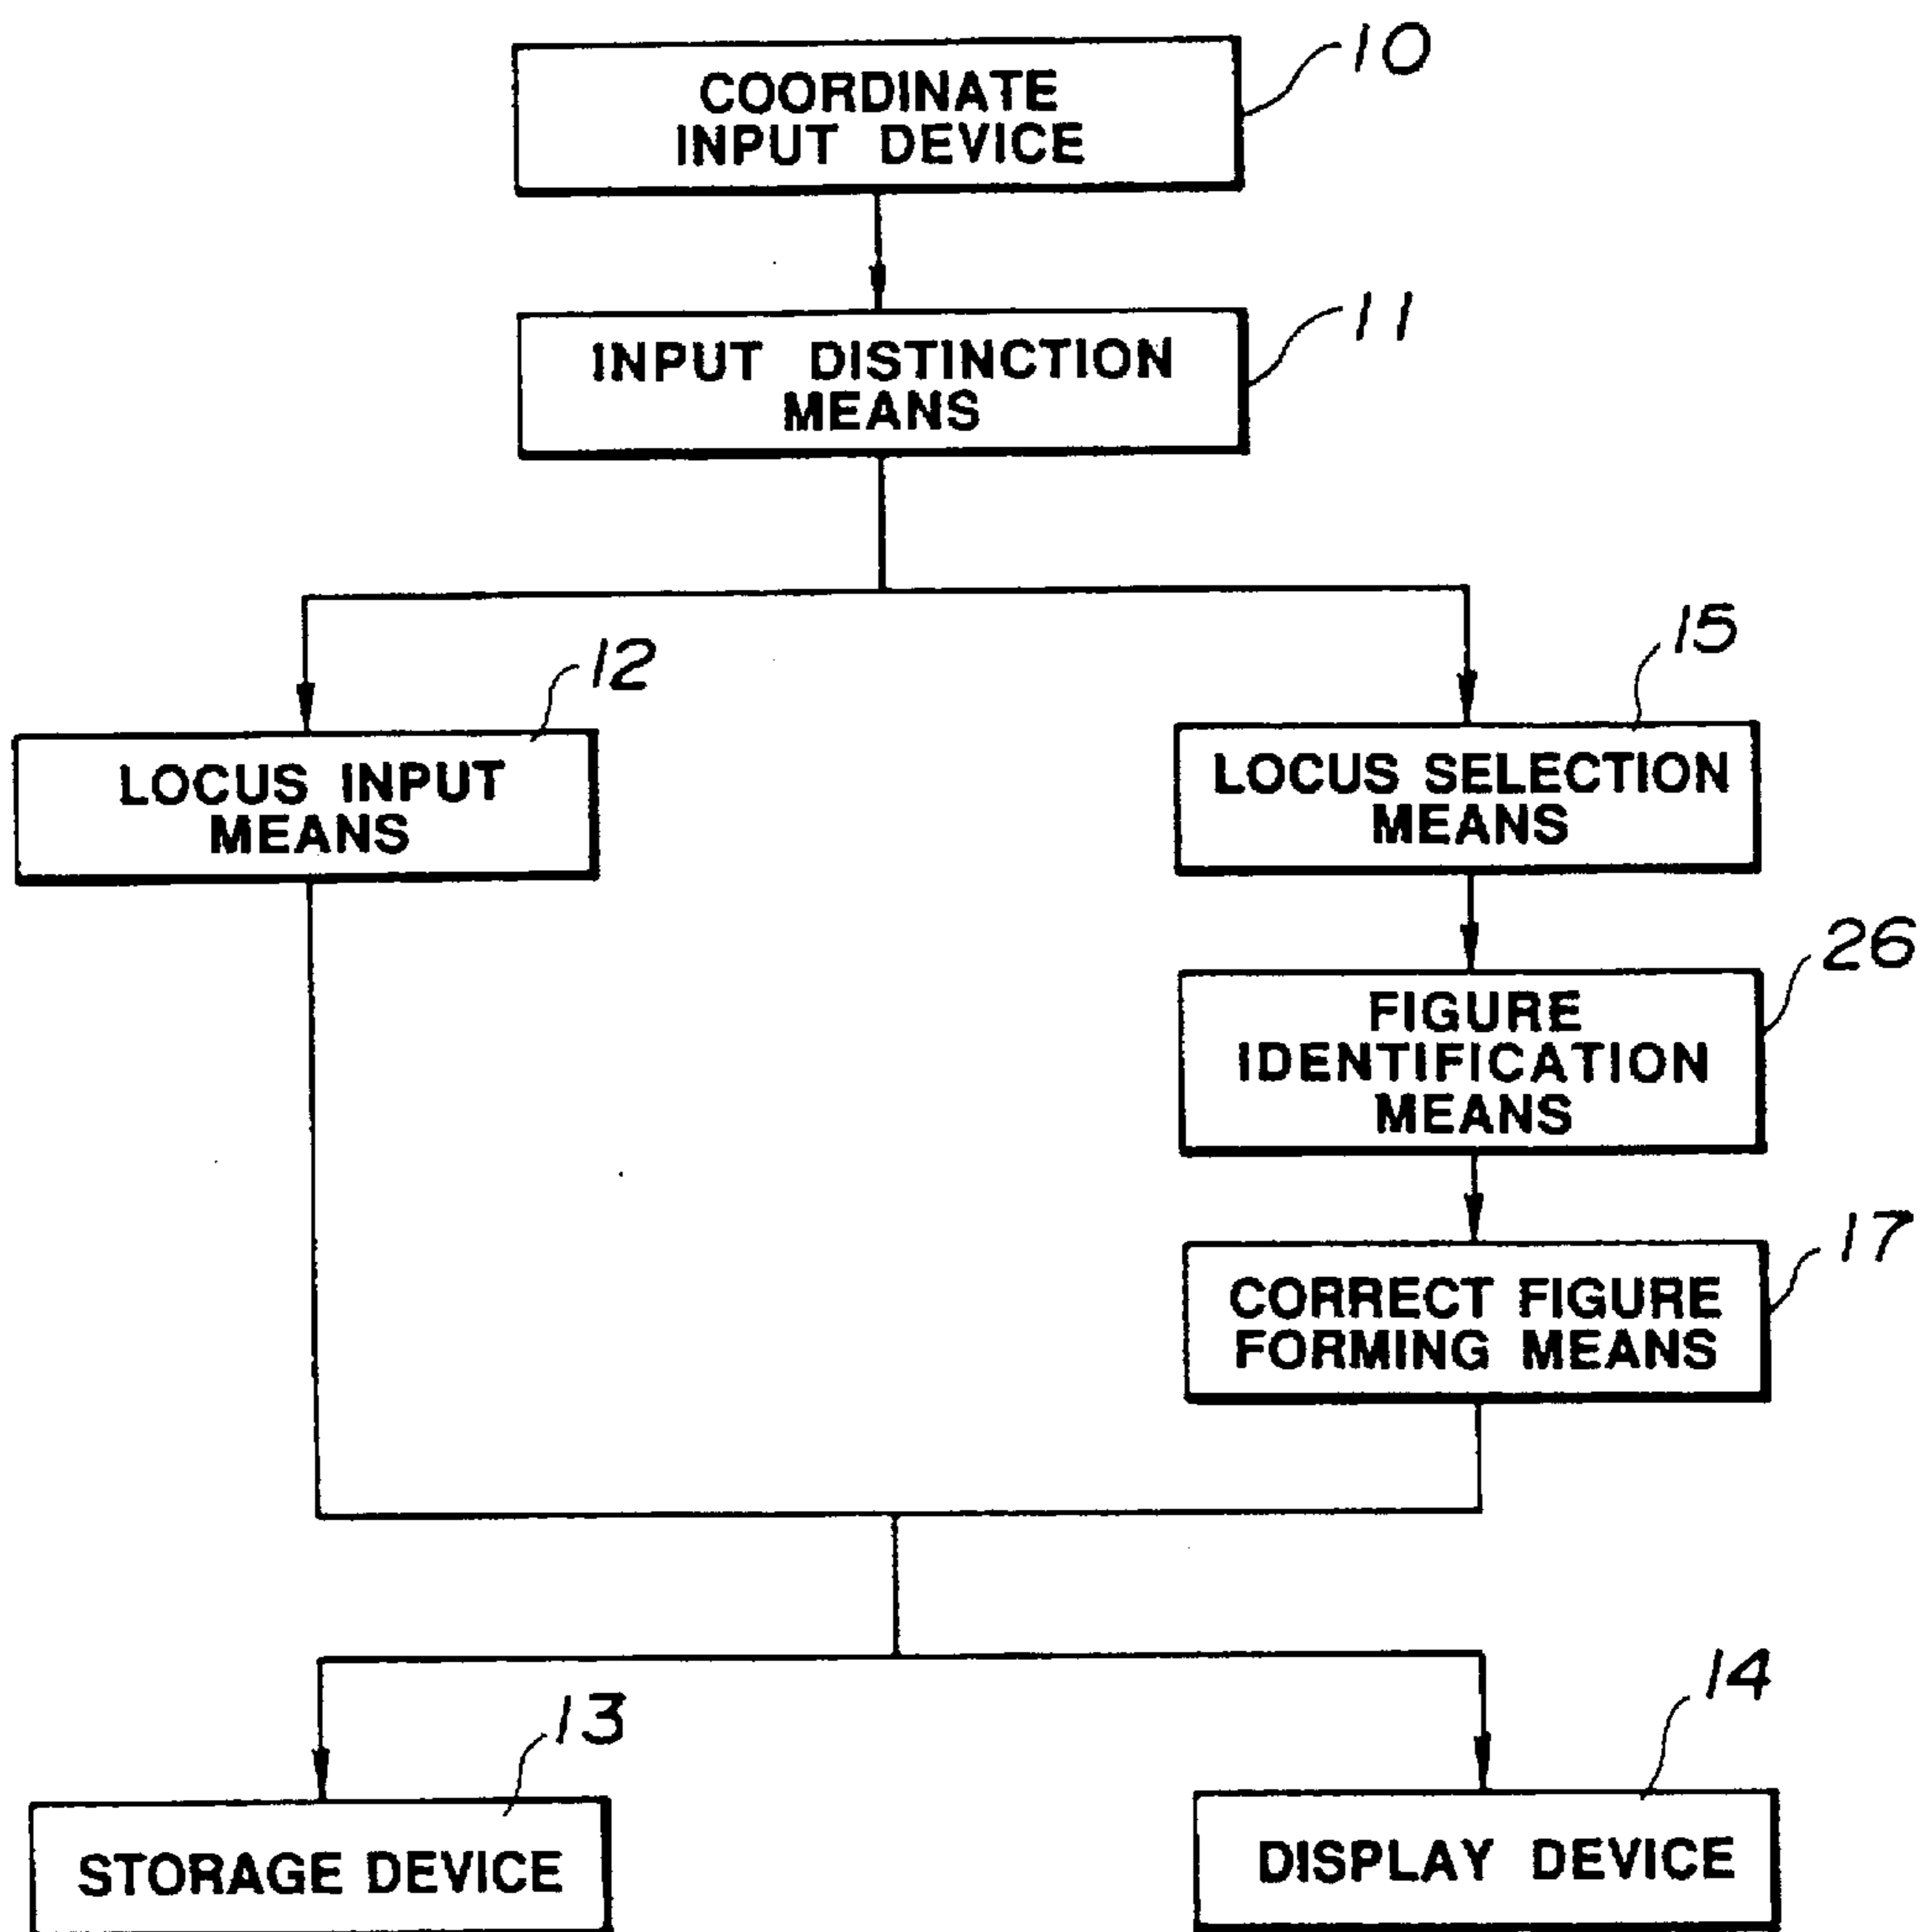 10
COORDINATE
INPUT DEVICE
11
INPUT DISTINCTION
MEANS
12
LOCUS INPUT
MEANS
15
LOCUS SELECTION
MEANS
26
FIGURE
IDENTIFICATION
MEANS
17
CORRECT FIGURE
FORMING MEANS
13
STORAGE DEVICE
14
DISPLAY DEVICE